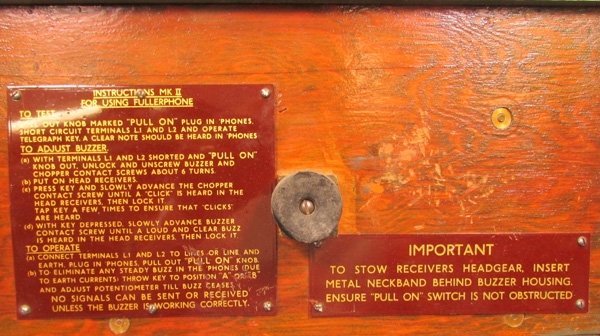 INSTRUCTIONS MK II
FOR USING FULLERPHONE
TO TEST
OUT KNOB MARKED "PULL ON" PLUG IN 'PHONES.
SHORT CIRCUIT TERMINALS L1 AND L2 AND OPERATE
TELEGRAPH KEY. A CLEAR NOTE SHOULD BE HEARD IN 'PHONES
TO ADJUST BUZZER.
(a) WITH TERMINALS L1 AND L2 SHORTED AND "PULL ON"
KNOB OUT, UNLOCK AND UNSCREW BUZZER AND
CHOPPER CONTACT SCREWS ABOUT 6 TURNS.
(b) PUT ON HEAD RECEIVERS.
(c) PRESS KEY AND SLOWLY ADVANCE THE CHOPPER
CONTACT SCREW UNTIL A "CLICK" IS HEARD IN THE
HEAD RECEIVERS, THEN LOCK IT.
TAP KEY A FEW TIMES TO ENSURE THAT "CLICKS"
ARE HEARD
(d) WITH KEY DEPRESSED, SLOWLY ADVANCE BUZZER
CONTACT SCREW UNTIL A LOUD AND CLEAR BUZZ
IS HEARD IN THE HEAD RECEIVERS, THEN LOCK IT.
TO OPERATE
(a) CONNECT TERMINALS L1 AND L2 TO LINES OR LINE AND
EARTH, PLUG IN 'PHONES, PULL OUT "PULL ON" KNOB.
(b) TO ELIMINATE ANY STEADY BUZZ IN THE 'PHONES (DUE
TO EARTH CURRENTS) THROW KEY TO POSITION "A" OR "B"
AND ADJUST POTENTIOMETER TILL BUZZ CEASES.
NO SIGNALS CAN BE SENT OR RECEIVED
UNLESS THE BUZZER IS WORKING CORRECTLY.
IMPORTANT
TO STOW RECEIVERS HEADGEAR, INSERT
METAL NECKBAND BEHIND BUZZER HOUSING.
ENSURE "PULL ON" SWITCH IS NOT OBSTRUCTED